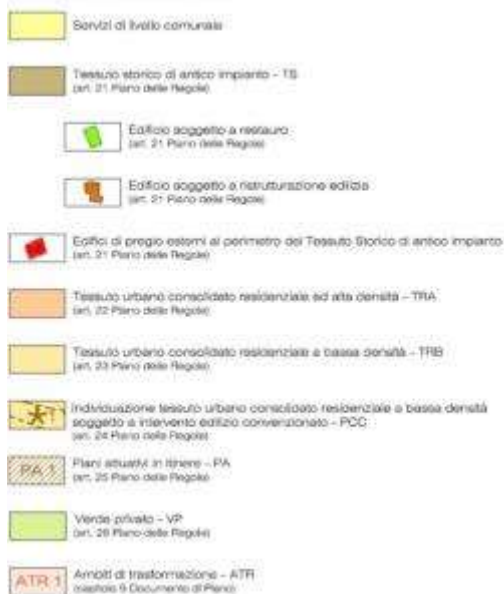 Servizi di livello comunale
Tessuto storico di antico impianto - TS
(art. 21 Piano delle Regole)
Edificio soggetto a restauro
(art. 21 Piano delle Regole)
Edificio soggetto a ristrutturazione edilizia
(art. 21 Piano delle Regole)
Edifici di pregio esterni al perimetro del Tessuto Storico di antico impianto
(art. 21 Piano delle Regole)
Tessuto urbano consolidato residenziale ad alta densità - TRA
(art. 22 Piano delle Regole)
Tessuto urbano consolidato residenziale a bassa densità - TRB
(art. 23 Piano delle Regole)
Individuazione tessuto urbano consolidato residenziale a bassa densità
soggetto a intervento edilizio convenzionato - PCC
(art. 24 Piano delle Regole)
PA 1 Piani attuativi in itinere - PA
(art. 25 Piano delle Regole)
Verde privato - VP
(art. 26 Piano delle Regole)
ATR 1 Ambiti di trasformazione - ATR
(capitolo 9 Documento di Piano)